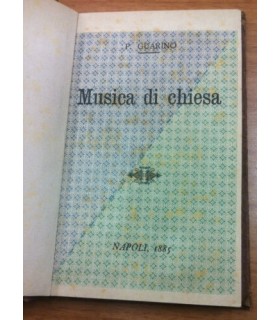 P. GUARINO
Musica di chiesa
NAPOLI, 1885